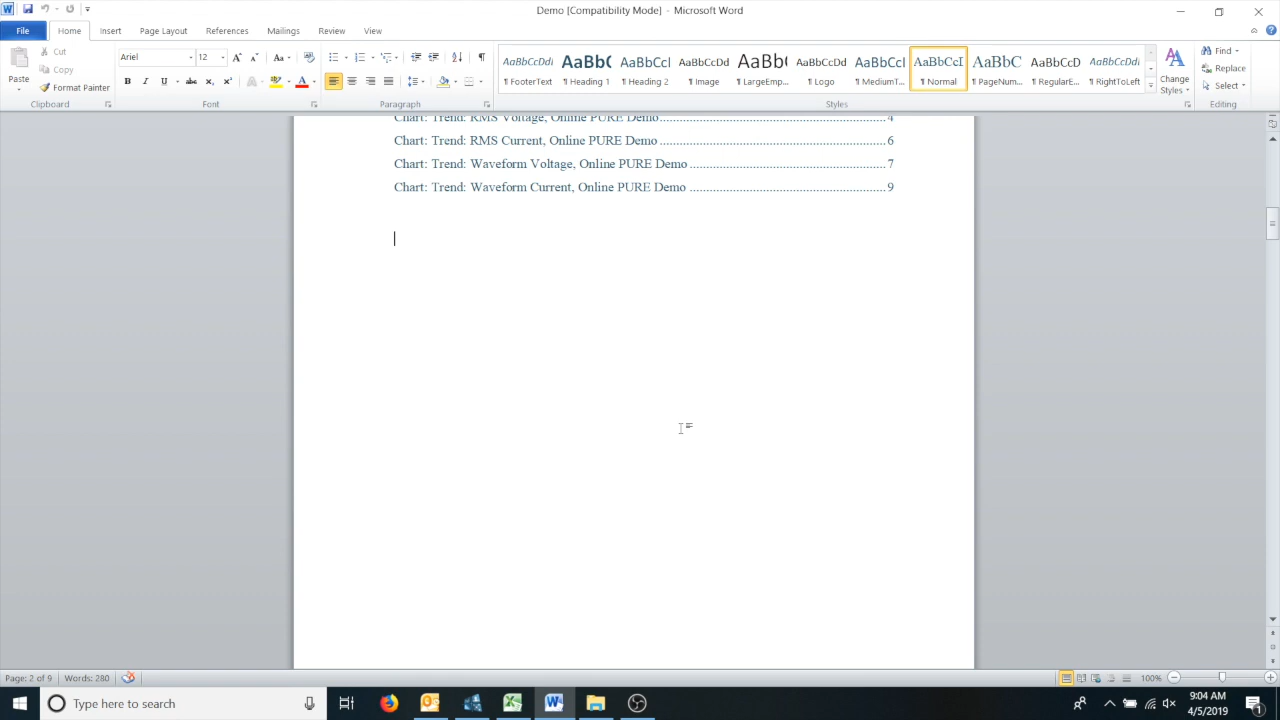 Demo [Compatibility Mode] - Microsoft Word
File Home Insert Page Layout References Mailings Review View
Paste
Cut
Copy
Format Painter
Clipboard
Arial 12
Font
Paragraph
AaBbCcDdI AaBbC AaBbCcI AaBbCcDd AaBb( AaBbCcDd AaBbCcI AaBbCcI AaBbC AaBbCcD AaBbCcDdI
¶ FooterText ¶ Heading 1 ¶ Heading 2 ¶ Image ¶ LargeEmp... ¶ Logo ¶ MediumT... ¶ Normal ¶ PageNum... ¶ RegularE... ¶ RightToLeft
Styles
Change Styles
Find
Replace
Select
Editing
Chart: Trend: RMS Voltage, Online PURE Demo 4
Chart: Trend: RMS Current, Online PURE Demo 6
Chart: Trend: Waveform Voltage, Online PURE Demo 7
Chart: Trend: Waveform Current, Online PURE Demo 9
Page: 2 of 9 Words: 280
100%
Type here to search
9:04 AM
4/5/2019